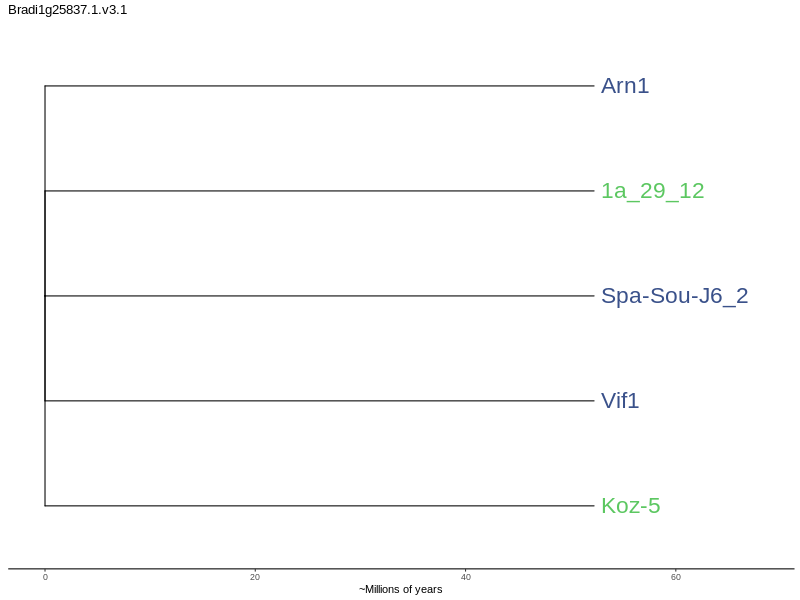 Bradi1g25837.1.v3.1
Arn1
1a_29_12
Spa-Sou-J6_2
Vif1
Koz-5
0 20 40 60
~Millions of years